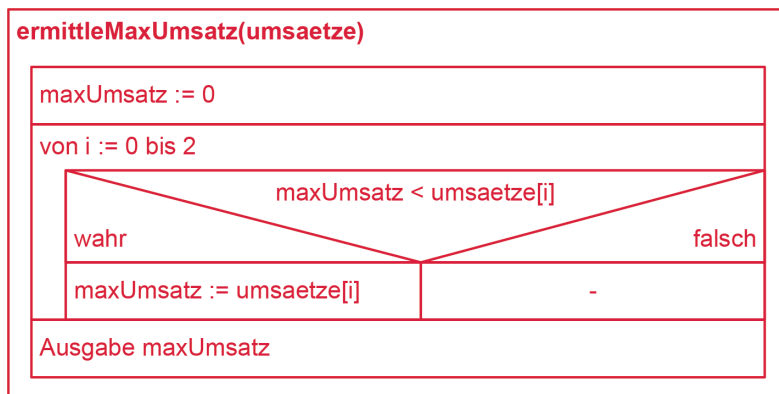 ermittleMaxUmsatz(umsaetze)
maxUmsatz := 0
von i := 0 bis 2
maxUmsatz < umsaetze[i]
wahr
falsch
maxUmsatz := umsaetze[i]
-
Ausgabe maxUmsatz